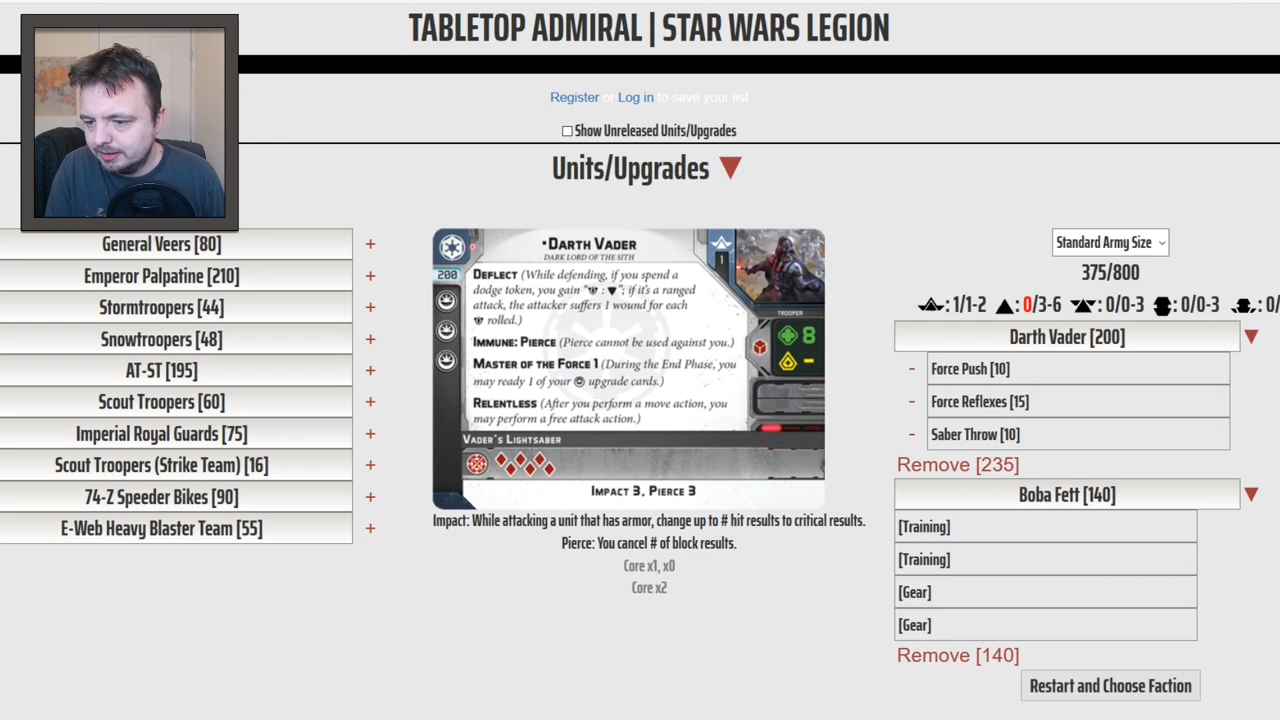 TABLETOP ADMIRAL | STAR WARS LEGION
Register or Log in to save your list
Show Unreleased Units/Upgrades
Units/Upgrades
General Veers [80] +
Emperor Palpatine [210] +
Stormtroopers [44] +
Snowtroopers [48] +
AT-ST [195] +
Scout Troopers [60] +
Imperial Royal Guards [75] +
Scout Troopers (Strike Team) [16] +
74-Z Speeder Bikes [90] +
E-Web Heavy Blaster Team [55] +
•DARTH VADER
DARK LORD OF THE SITH
200
1
DEFLECT (While defending, if you spend a
dodge token, you gain " : "; if it's a ranged
attack, the attacker suffers 1 wound for each
rolled.)
IMMUNE: PIERCE (Pierce cannot be used against you.)
MASTER OF THE FORCE 1 (During the End Phase, you
may ready 1 of your upgrade cards.)
RELENTLESS (After you perform a move action, you
may perform a free attack action.)
TROOPER
8
–
VADER'S LIGHTSABER
IMPACT 3, PIERCE 3
Impact: While attacking a unit that has armor, change up to # hit results to critical results.
Pierce: You cancel # of block results.
Core x1, x0
Core x2
Standard Army Size
375/800
: 1/1-2 : 0/3-6 : 0/0-3 : 0/0-3 : 0/
Darth Vader [200]
- Force Push [10]
- Force Reflexes [15]
- Saber Throw [10]
Remove [235]
Boba Fett [140]
[Training]
[Training]
[Gear]
[Gear]
Remove [140]
Restart and Choose Faction